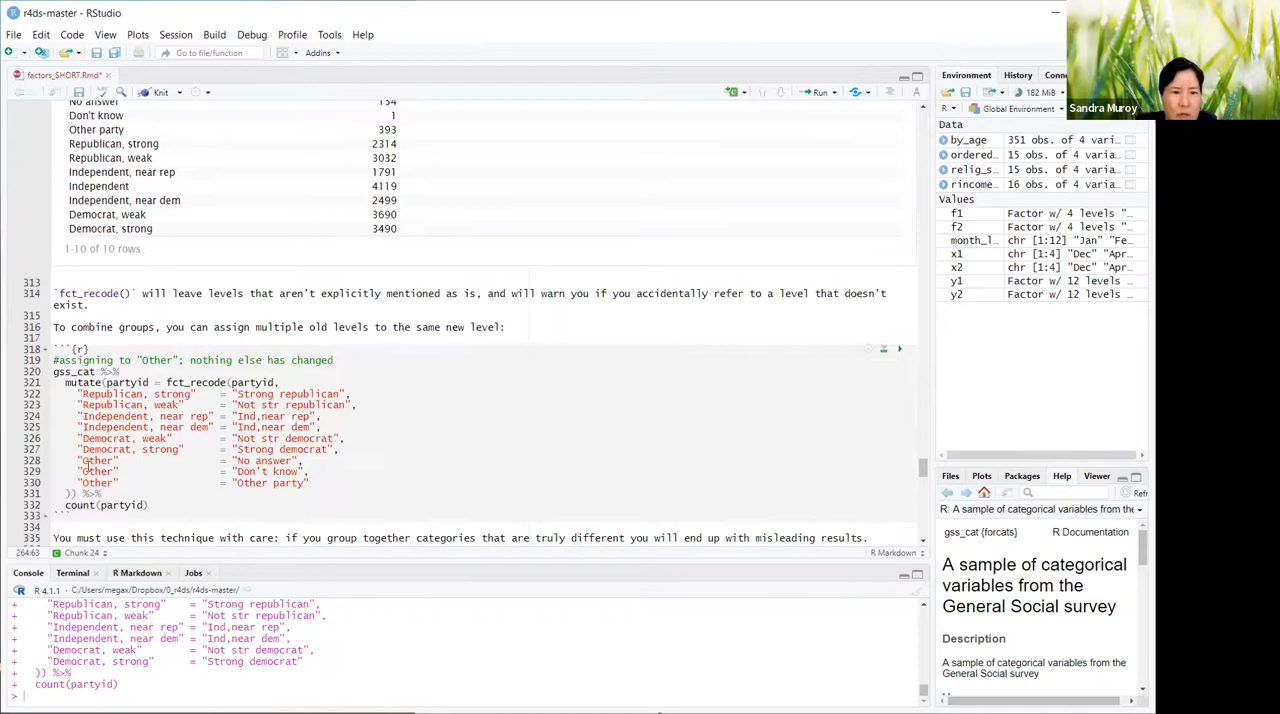 r4ds-master - RStudio
File Edit Code View Plots Session Build Debug Profile Tools Help
Go to file/function Addins
factors_SHORT.Rmd*
Knit Run
No answer 154
Don't know 1
Other party 393
Republican, strong 2314
Republican, weak 3032
Independent, near rep 1791
Independent 4119
Independent, near dem 2499
Democrat, weak 3690
Democrat, strong 3490
1-10 of 10 rows
313
314 `fct_recode()` will leave levels that aren't explicitly mentioned as is, and will warn you if you accidentally refer to a level that doesn't
exist.
315
316 To combine groups, you can assign multiple old levels to the same new level:
317
318 ```{r}
319 #assigning to "Other"; nothing else has changed
320 gss_cat %>%
321 mutate(partyid = fct_recode(partyid,
322 "Republican, strong" = "Strong republican",
323 "Republican, weak" = "Not str republican",
324 "Independent, near rep" = "Ind,near rep",
325 "Independent, near dem" = "Ind,near dem",
326 "Democrat, weak" = "Not str democrat",
327 "Democrat, strong" = "Strong democrat",
328 "Other" = "No answer",
329 "Other" = "Don't know",
330 "Other" = "Other party"
331 )) %>%
332 count(partyid)
333 ```
334
335 You must use this technique with care: if you group together categories that are truly different you will end up with misleading results.
264:63 Chunk 24 R Markdown
Console Terminal R Markdown Jobs
R 4.1.1 · C:/Users/megax/Dropbox/0_r4ds/r4ds-master/
+ "Republican, strong" = "Strong republican",
+ "Republican, weak" = "Not str republican",
+ "Independent, near rep" = "Ind,near rep",
+ "Independent, near dem" = "Ind,near dem",
+ "Democrat, weak" = "Not str democrat",
+ "Democrat, strong" = "Strong democrat"
+ )) %>%
+ count(partyid)
>
Sandra Muroy
Environment History Conn
182 MiB
R Global Environment
Data
by_age 351 obs. of 4 vari…
ordered… 15 obs. of 4 varia…
relig_s… 15 obs. of 4 varia…
rincome… 16 obs. of 4 varia…
Values
f1 Factor w/ 4 levels "…
f2 Factor w/ 4 levels "…
month_l… chr [1:12] "Jan" "Fe…
x1 chr [1:4] "Dec" "Apr…
x2 chr [1:4] "Dec" "Apr…
y1 Factor w/ 12 levels …
y2 Factor w/ 12 levels …
Files Plots Packages Help Viewer
Refr
R: A sample of categorical variables from the
gss_cat {forcats} R Documentation
A sample of categorical
variables from the
General Social survey
Description
A sample of categorical variables from the
General Social survey